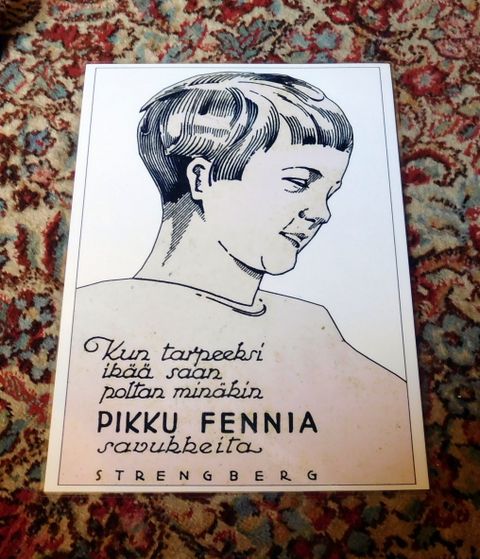 Kun tarpeeksi
ikää saan
poltan minäkin
PIKKU FENNIA
savukkeita
STRENGBERG